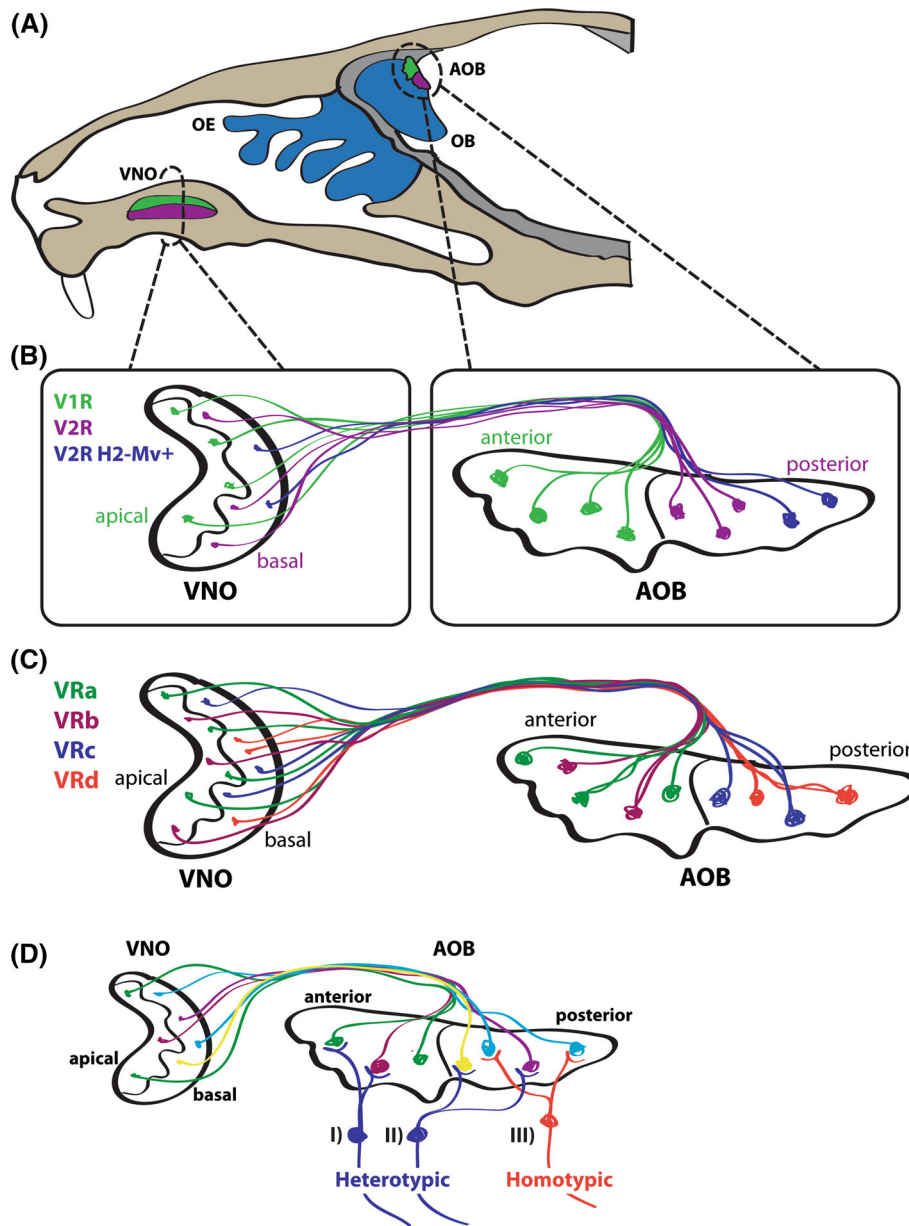 (A)
AOB
OE
OB
VNO
(B)
V1R
V2R
V2R H2-Mv+
apical
basal
VNO
anterior
posterior
AOB
(C)
VRa
VRb
VRc
VRd
apical
basal
VNO
anterior
posterior
AOB
(D)
VNO
AOB
anterior
posterior
apical
basal
I)
II)
III)
Heterotypic
Homotypic